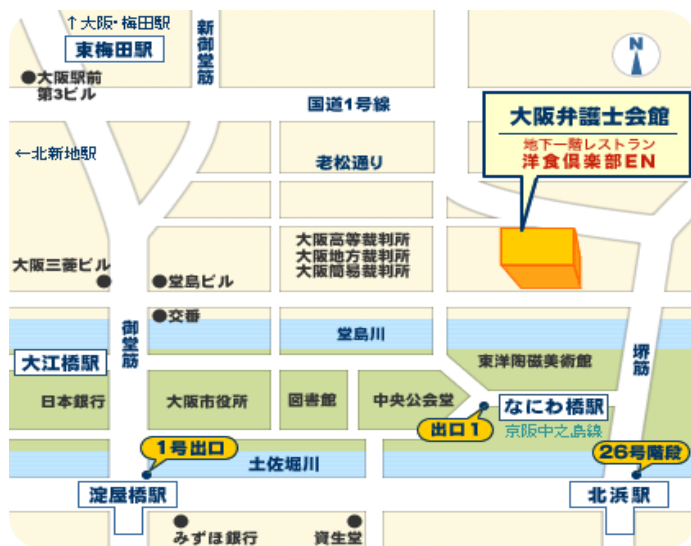 ↑大阪・梅田駅
東梅田駅
新御堂筋
N
●大阪駅前
第3ビル
国道1号線
大阪弁護士会館
地下一階レストラン
洋食倶楽部EN
←北新地駅
老松通り
大阪高等裁判所
大阪地方裁判所
大阪簡易裁判所
大阪三菱ビル
●堂島ビル
●交番
御堂筋
堂島川
堺筋
大江橋駅
東洋陶磁美術館
日本銀行
大阪市役所
図書館
中央公会堂
なにわ橋駅
出口1
京阪中之島線
1号出口
土佐堀川
26号階段
淀屋橋駅
北浜駅
みずほ銀行
資生堂